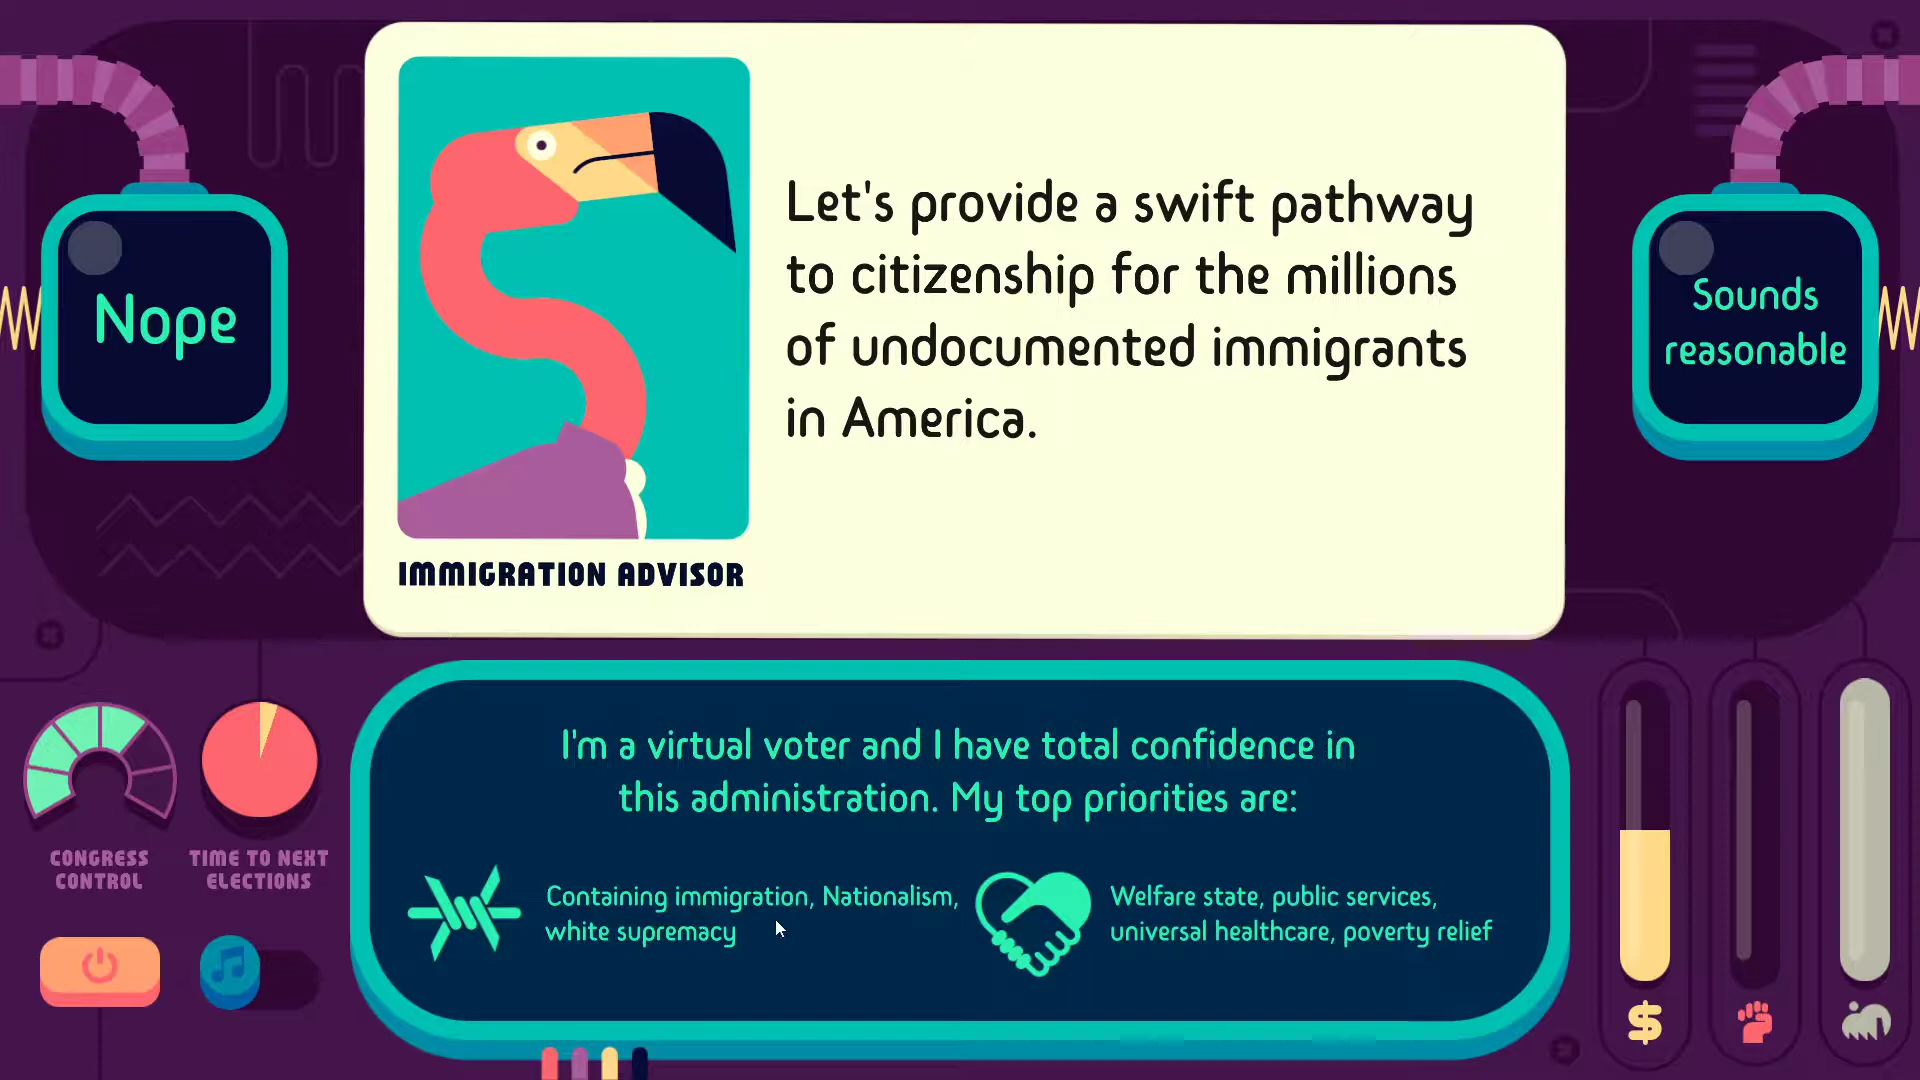 Let's provide a swift pathway
to citizenship for the millions
of undocumented immigrants
in America.
Nope
Sounds
reasonable
IMMIGRATION ADVISOR
I'm a virtual voter and I have total confidence in
this administration. My top priorities are:
Containing immigration, Nationalism,
white supremacy
Welfare state, public services,
universal healthcare, poverty relief
CONGRESS
CONTROL
TIME TO NEXT
ELECTIONS
$